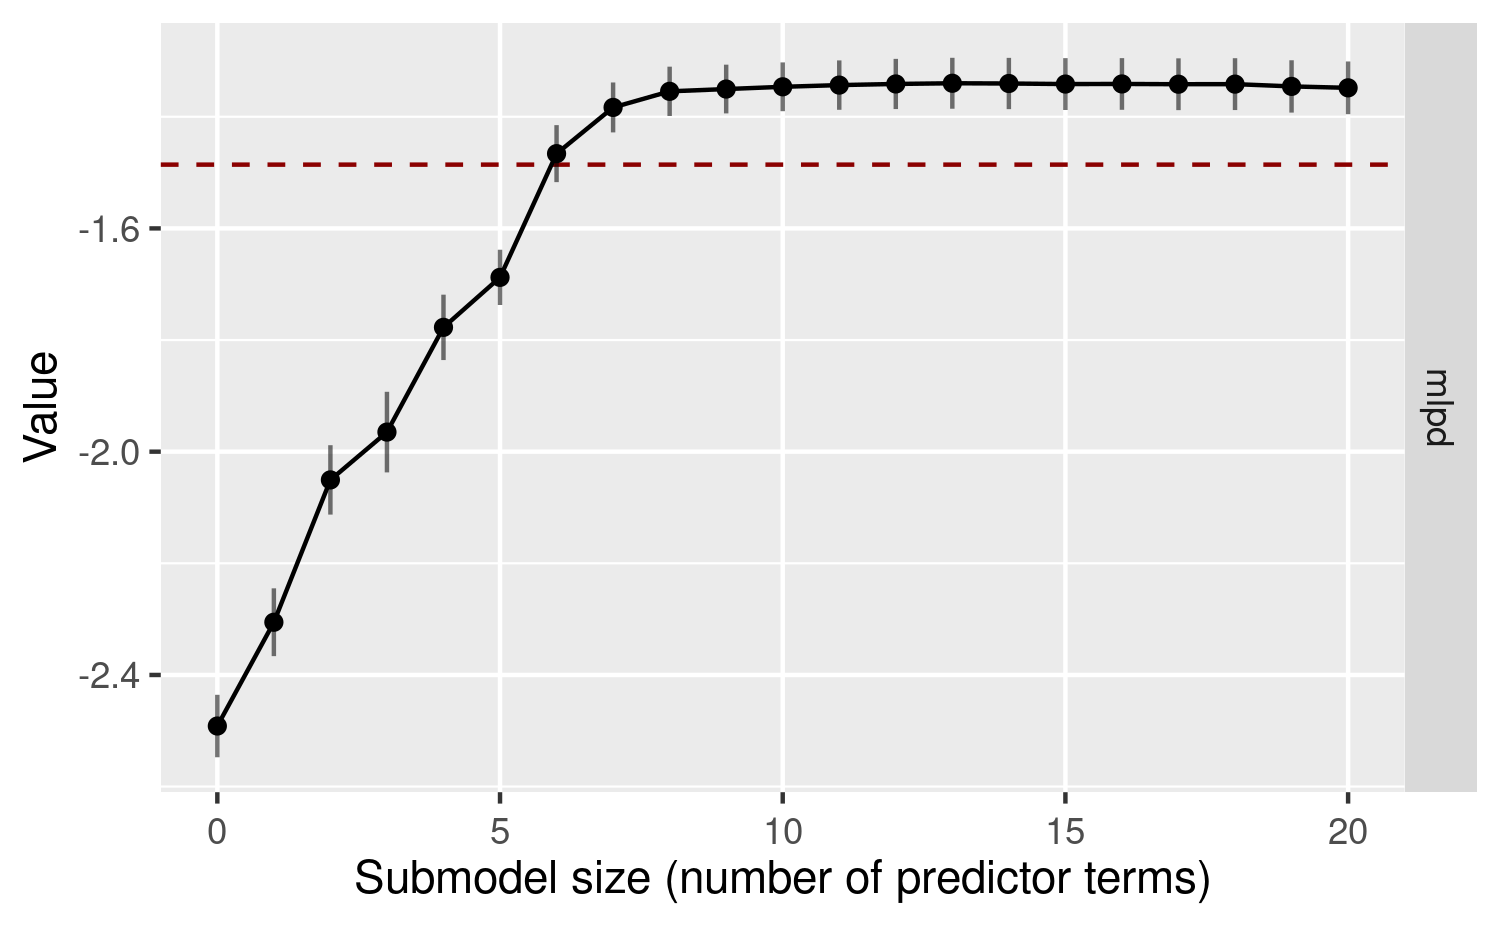 Value
-1.6
-2.0
-2.4
0 5 10 15 20
Submodel size (number of predictor terms)
mlpd